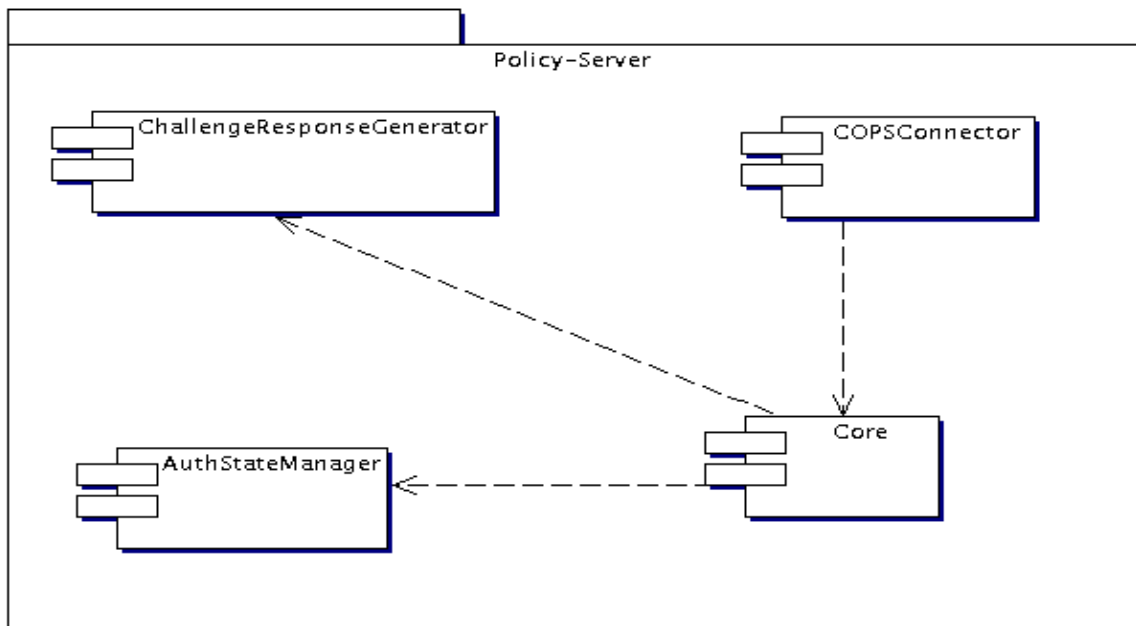 Policy-Server
ChallengeResponseGenerator
COPSConnector
Core
AuthStateManager